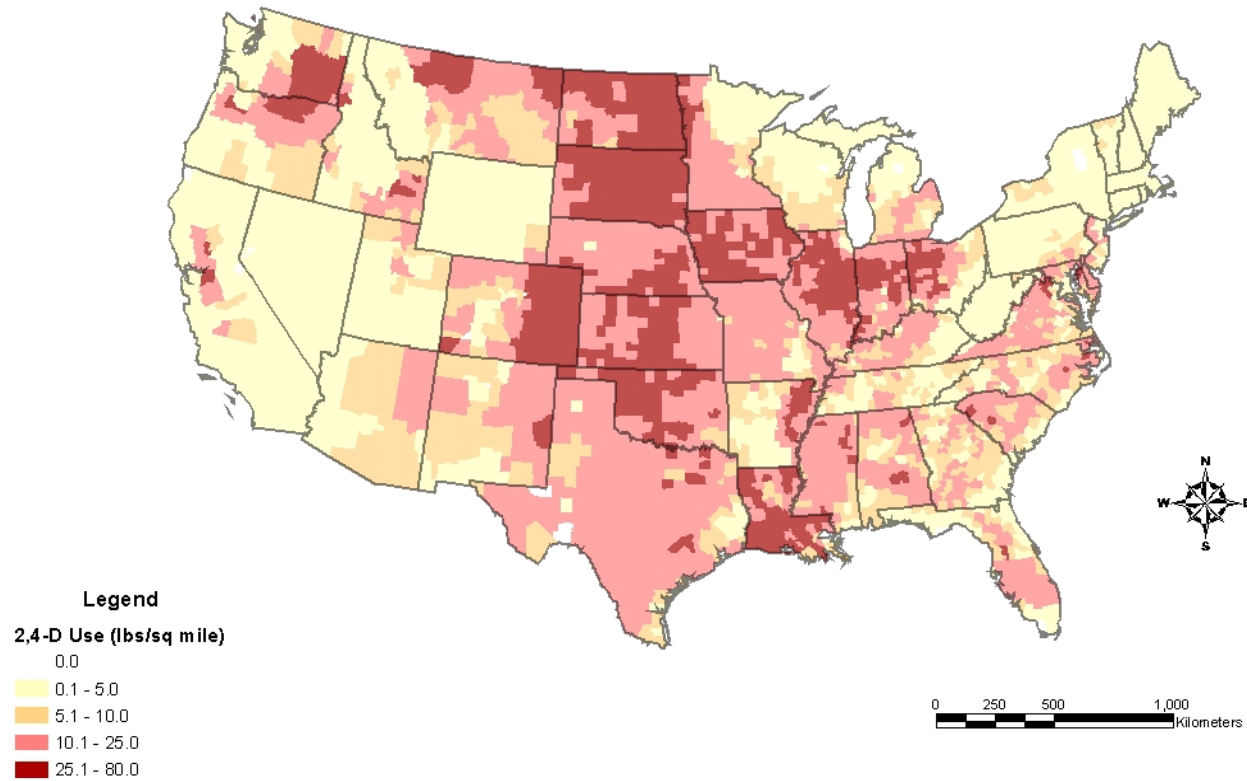 N
W E
S
Legend
2,4-D Use (lbs/sq mile)
0.0
0.1 - 5.0
5.1 - 10.0
10.1 - 25.0
25.1 - 80.0
0 250 500 1,000
Kilometers